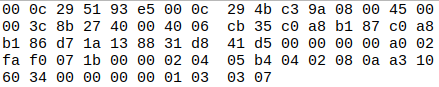 00 0c 29 51 93 e5 00 0c 29 4b c3 9a 08 00 45 00
00 3c 8b 27 40 00 40 06 cb 35 c0 a8 b1 87 c0 a8
b1 86 d7 1a 13 88 31 d8 41 d5 00 00 00 00 a0 02
fa f0 07 1b 00 00 02 04 05 b4 04 02 08 0a a3 10
60 34 00 00 00 00 01 03 03 07